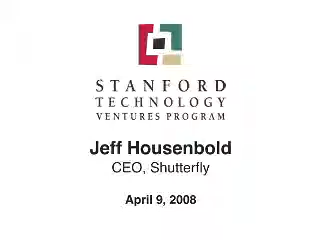 STANFORD
TECHNOLOGY
VENTURES PROGRAM
Jeff Housenbold
CEO, Shutterfly
April 9, 2008